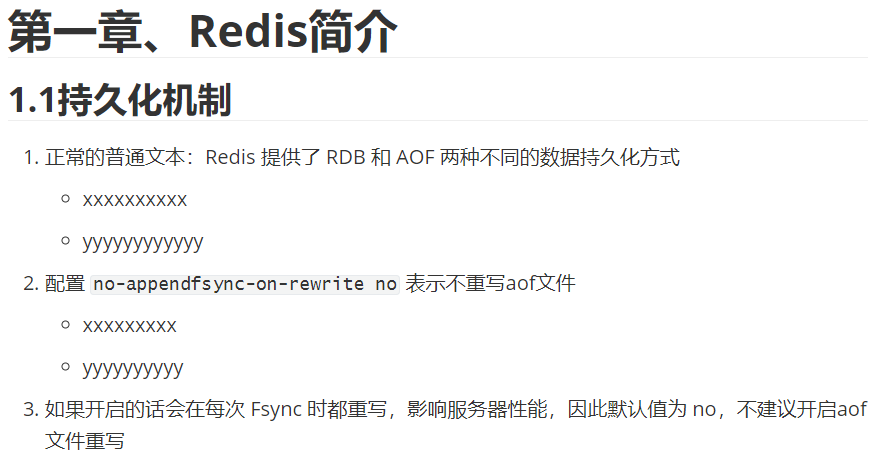 第一章、Redis简介
1.1持久化机制
1. 正常的普通文本：Redis 提供了 RDB 和 AOF 两种不同的数据持久化方式
xxxxxxxxxx
yyyyyyyyyyyy
2. 配置 no-appendfsync-on-rewrite no 表示不重写aof文件
xxxxxxxxx
yyyyyyyyyy
3. 如果开启的话会在每次 Fsync 时都重写，影响服务器性能，因此默认值为 no，不建议开启aof
文件重写